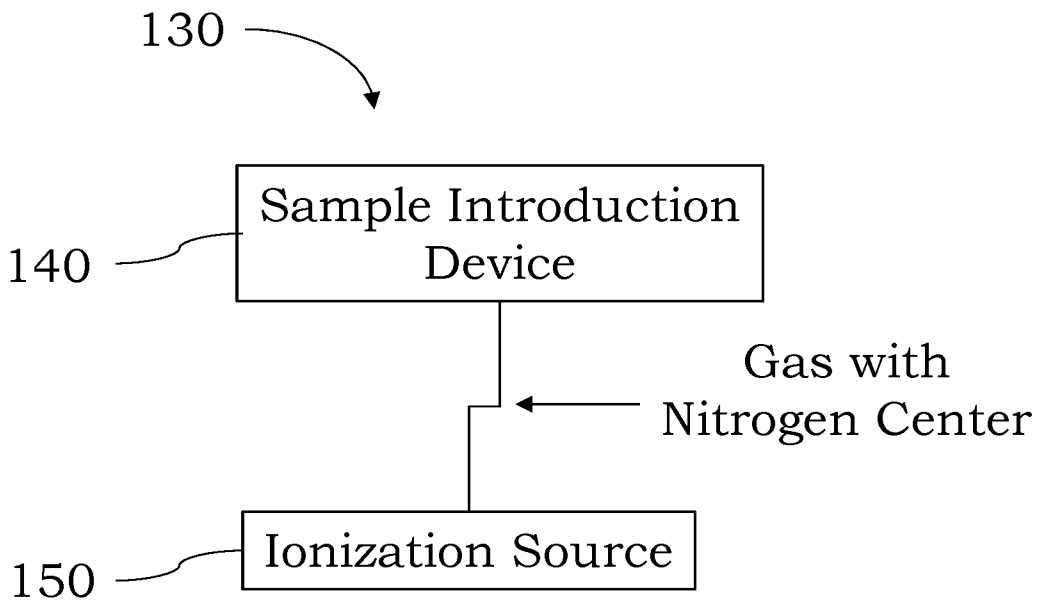 130
Sample Introduction
Device
140
Gas with
Nitrogen Center
Ionization Source
150